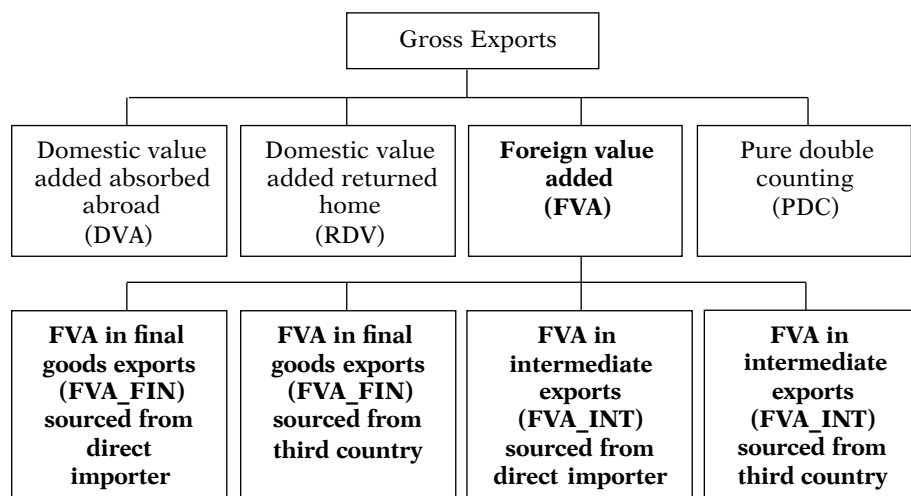 Gross Exports
Domestic value
added absorbed
abroad
(DVA)
Domestic value
added returned
home
(RDV)
Foreign value
added
(FVA)
Pure double
counting
(PDC)
FVA in final
goods exports
(FVA_FIN)
sourced from
direct
importer
FVA in final
goods exports
(FVA_FIN)
sourced from
third country
FVA in
intermediate
exports
(FVA_INT)
sourced from
direct importer
FVA in
intermediate
exports
(FVA_INT)
sourced from
third country